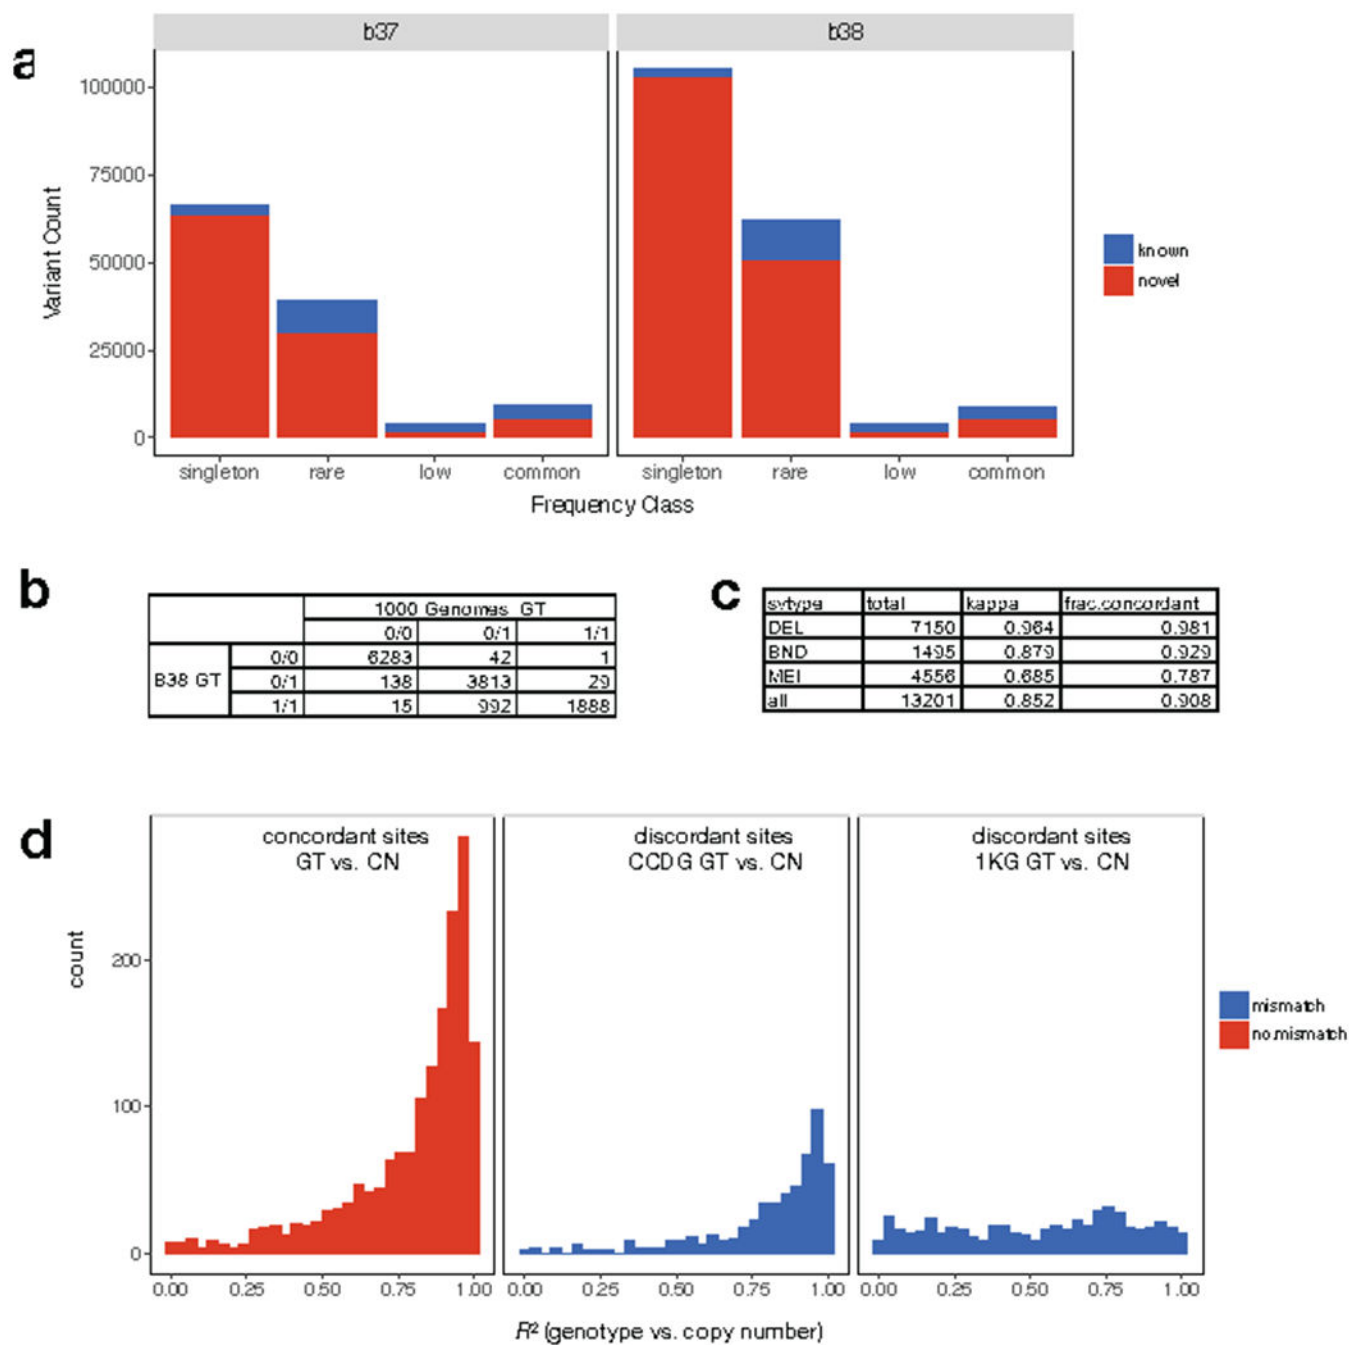 a
b37 b38
100000
75000
50000
25000
0
Variant Count
singleton rare low common singleton rare low common
Frequency Class
known
novel
b
1000 Genomes GT
0/0 0/1 1/1
B38 GT
0/0 6283 42 1
0/1 138 3813 29
1/1 15 992 1888
c
svtype total kappa frac.concordant
DEL 7150 0.964 0.981
BND 1495 0.879 0.929
MEI 4556 0.685 0.787
all 13201 0.852 0.908
d
concordant sites
GT vs. CN
discordant sites
CCDG GT vs. CN
discordant sites
1KG GT vs. CN
200
100
0
count
0.00 0.25 0.50 0.75 1.00 0.00 0.25 0.50 0.75 1.00 0.00 0.25 0.50 0.75 1.00
R² (genotype vs. copy number)
mismatch
no.mismatch